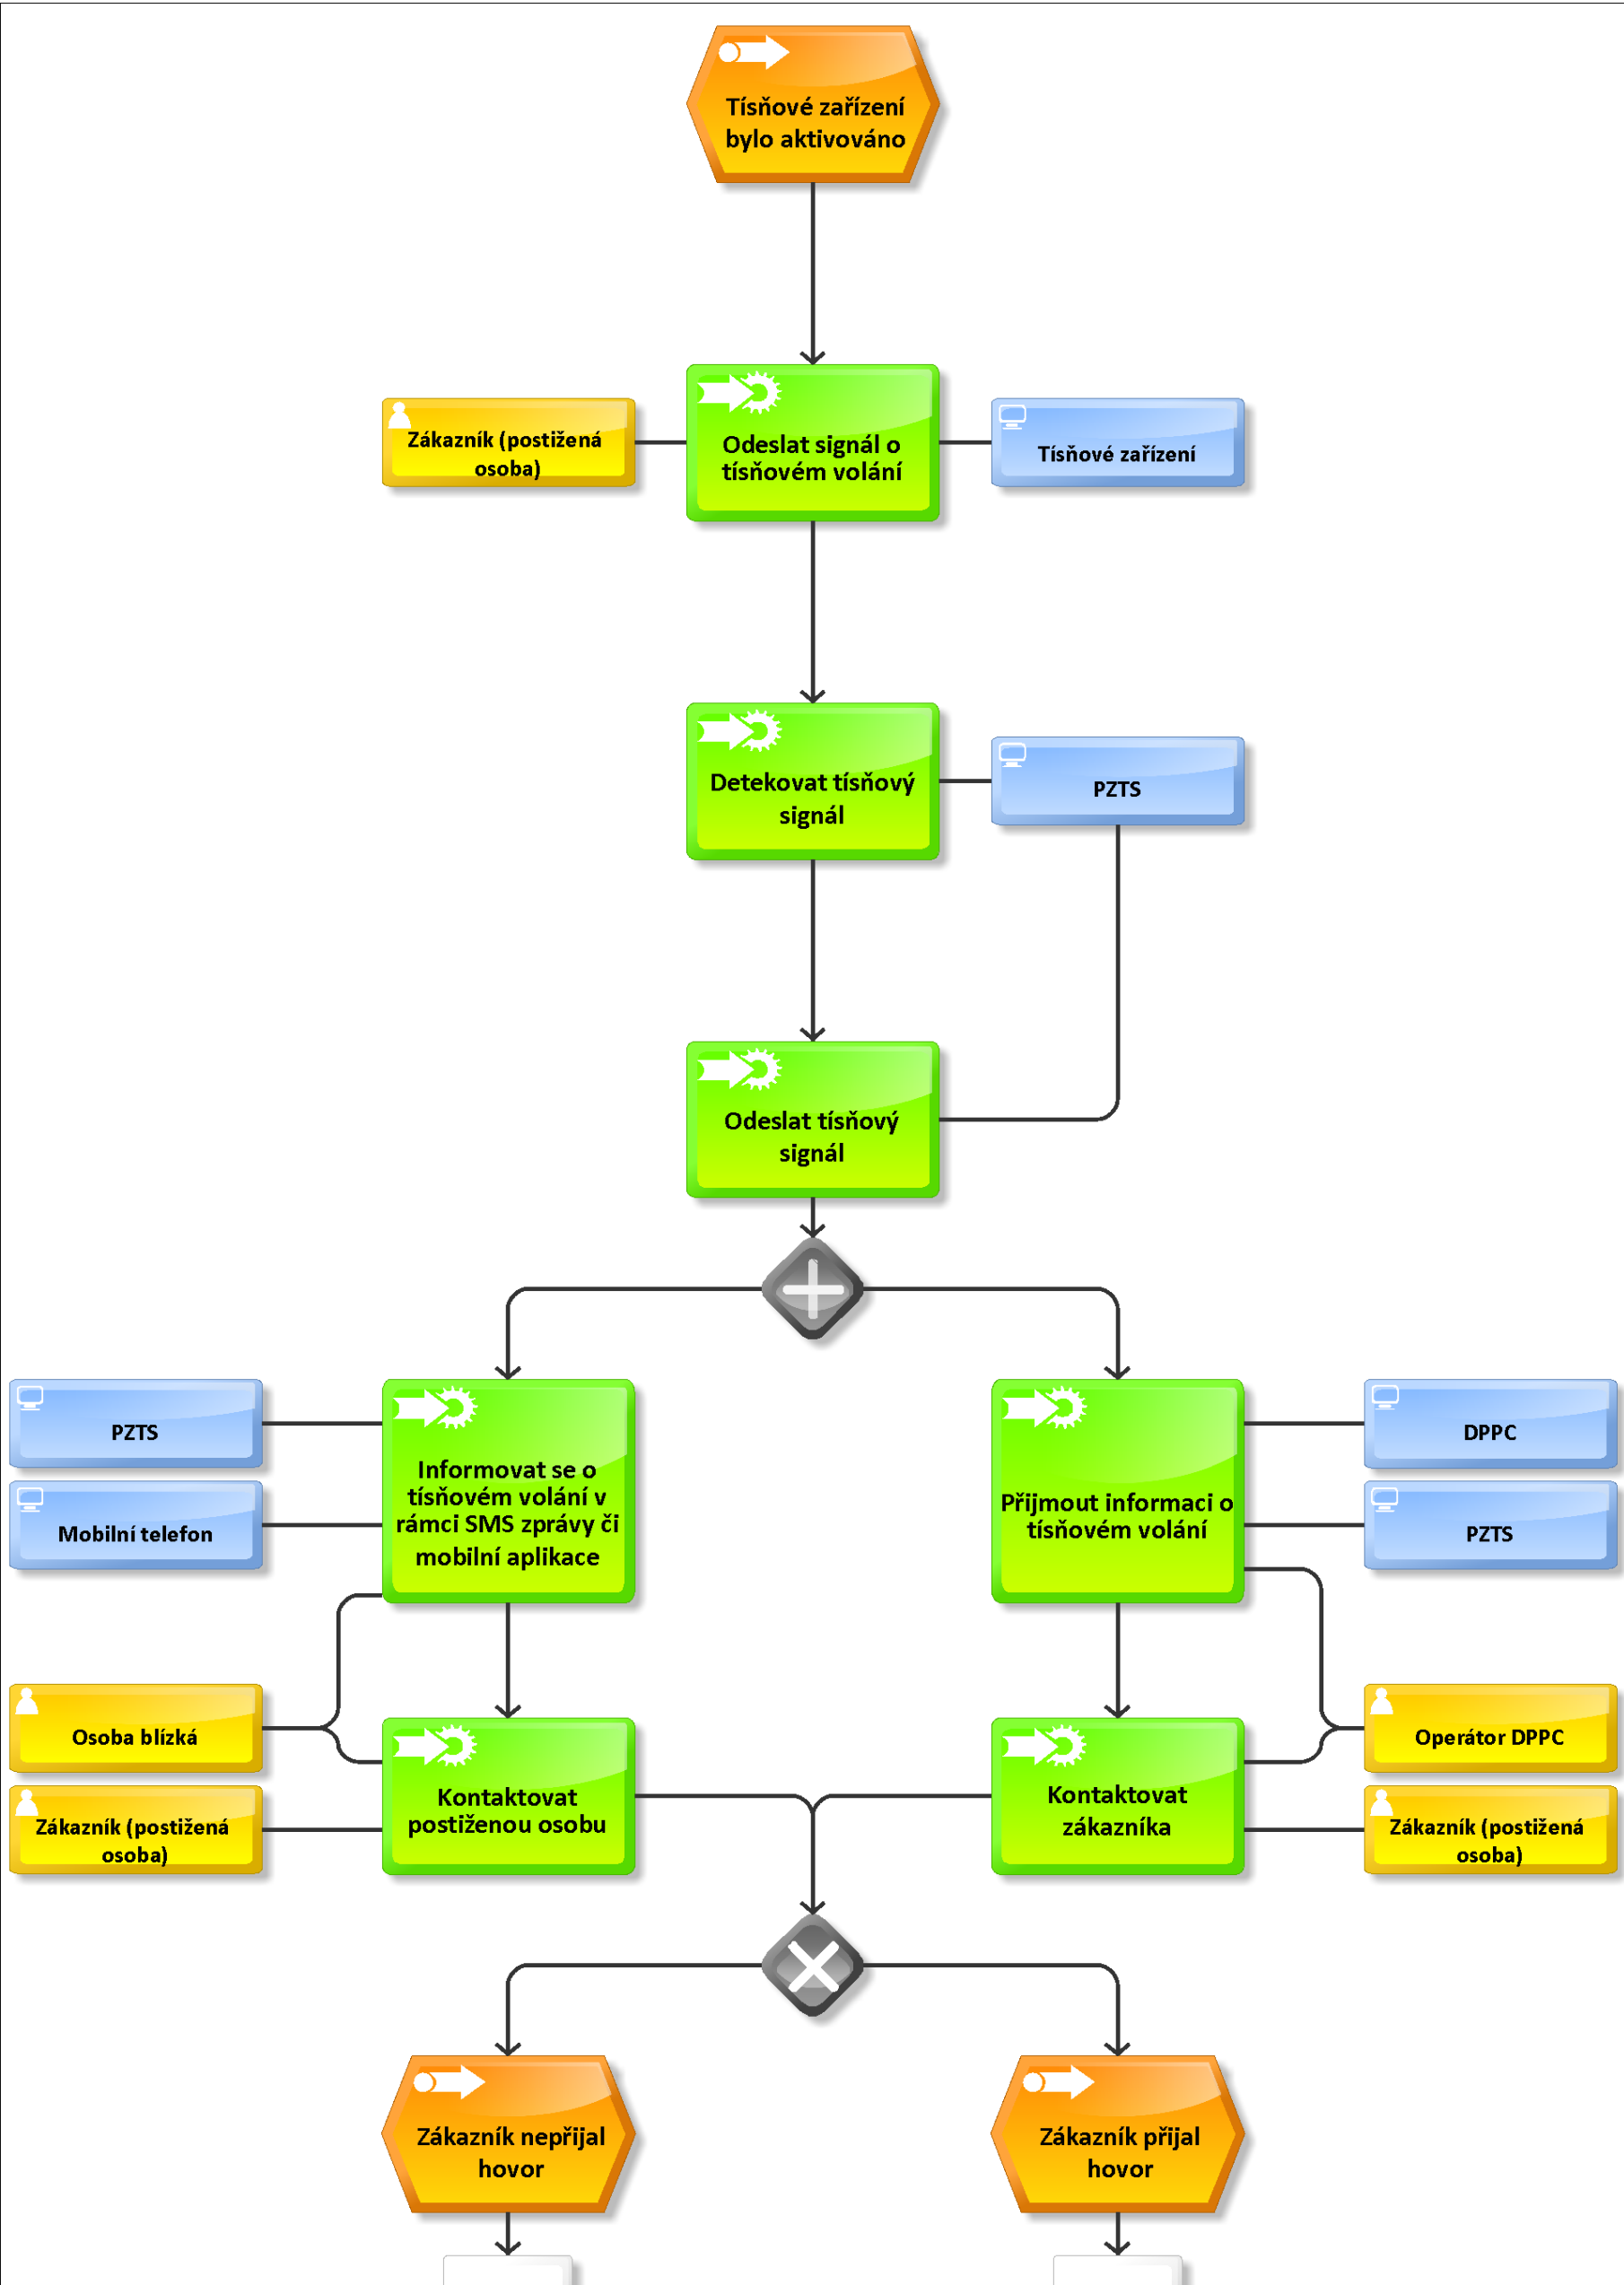 Tísňové zařízení
bylo aktivováno
Zákazník (postižená
osoba)
Odeslat signál o
tísňovém volání
Tísňové zařízení
Detekovat tísňový
signál
PZTS
Odeslat tísňový
signál
PZTS
Mobilní telefon
Informovat se o
tísňovém volání v
rámci SMS zprávy či
mobilní aplikace
Přijmout informaci o
tísňovém volání
DPPC
PZTS
Osoba blízká
Zákazník (postižená
osoba)
Kontaktovat
postiženou osobu
Kontaktovat
zákazníka
Operátor DPPC
Zákazník (postižená
osoba)
Zákazník nepřijal
hovor
Zákazník přijal
hovor